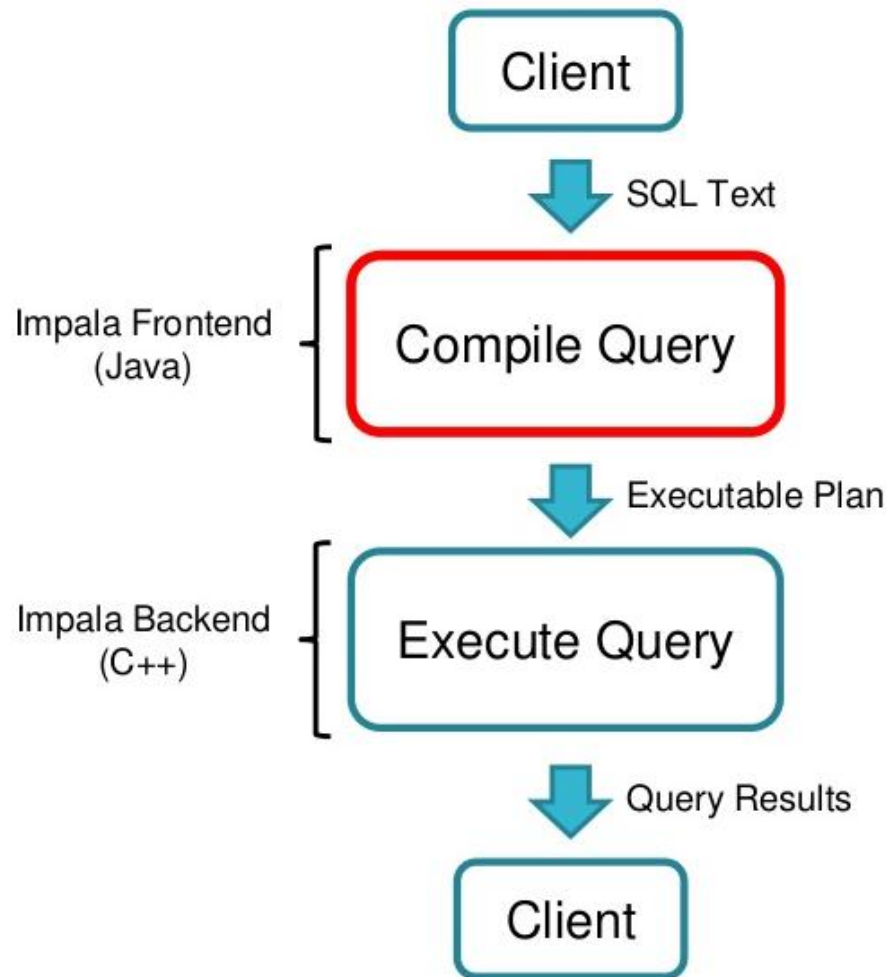 Client
SQL Text
Impala Frontend
(Java)
Compile Query
Executable Plan
Impala Backend
(C++)
Execute Query
Query Results
Client